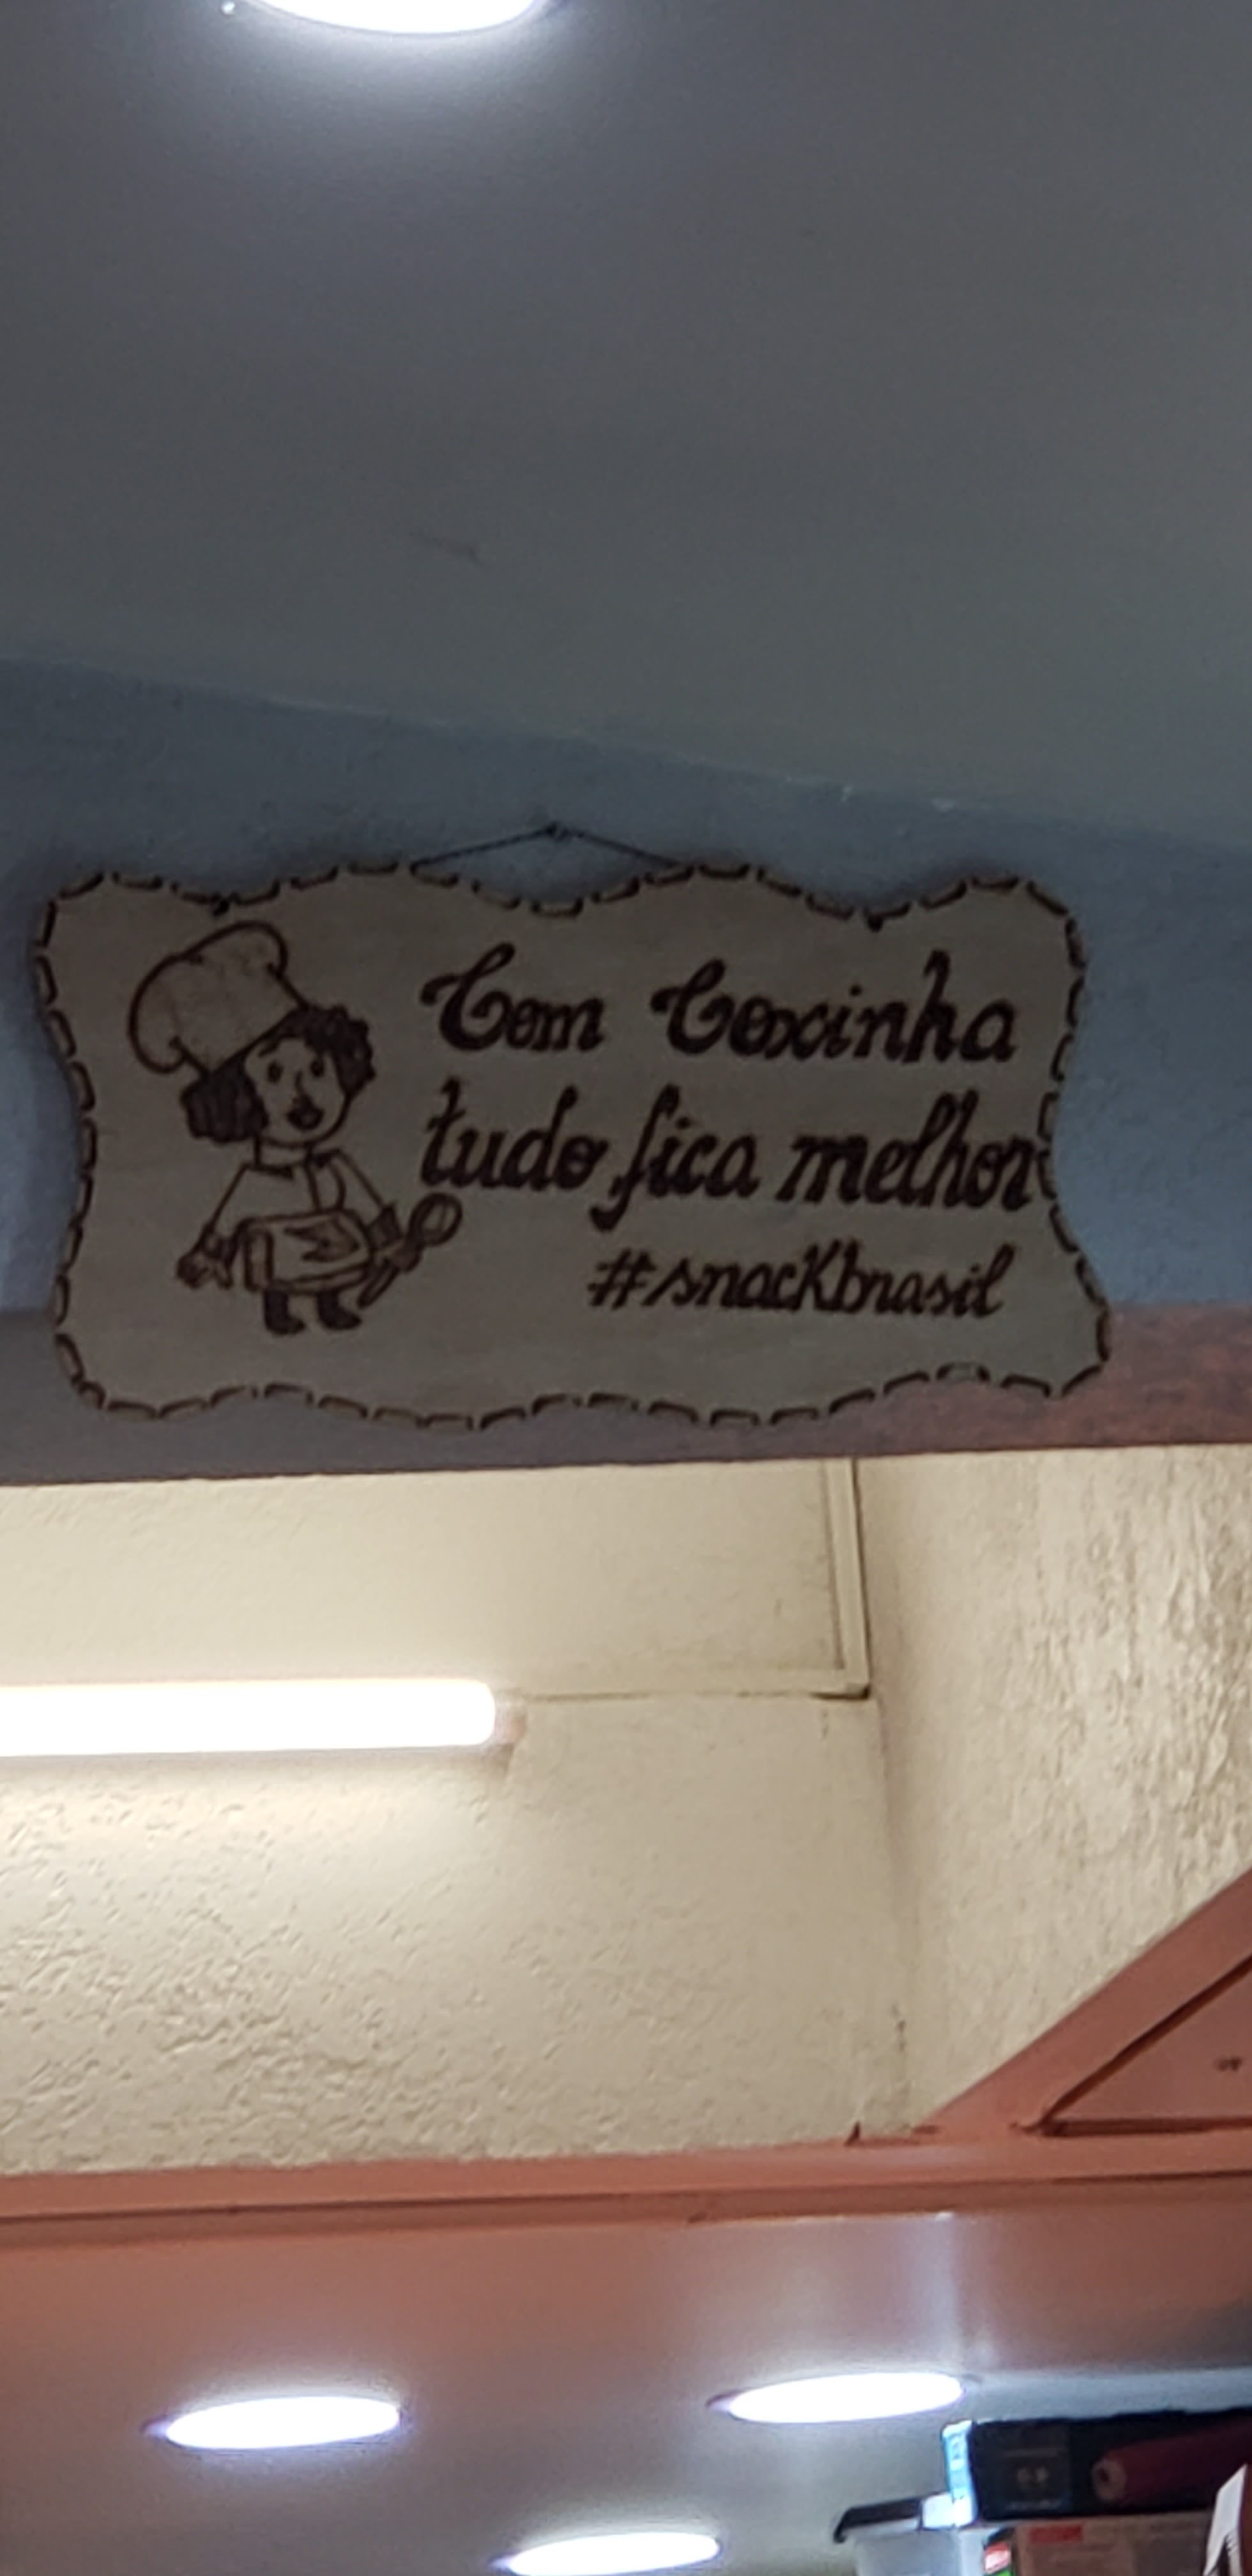 Com Coxinha
tudo fica melhor
#snackbrasil